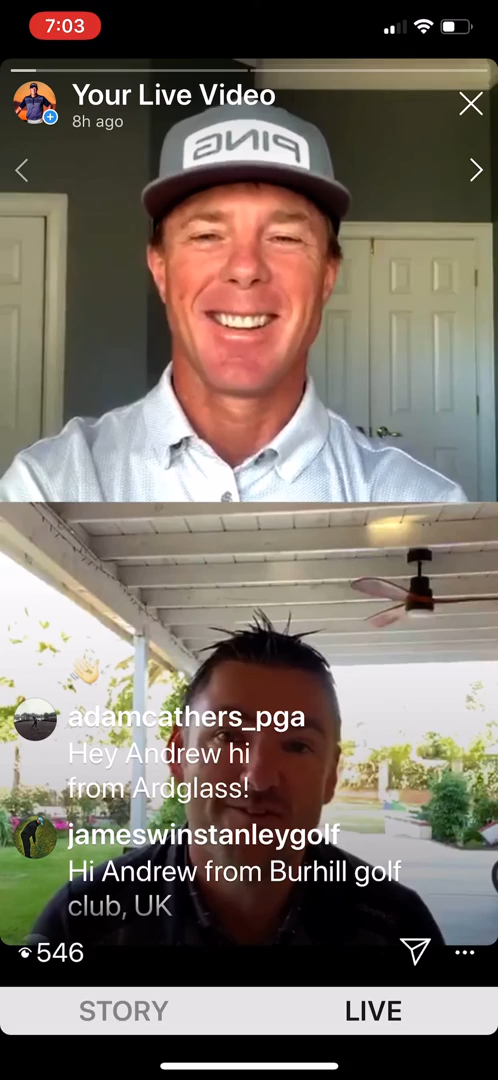 7:03
Your Live Video
8h ago
PING
adamcathers_pga
Hey Andrew hi
from Ardglass!
jameswinstanleygolf
Hi Andrew from Burhill golf
club, UK
546
STORY
LIVE